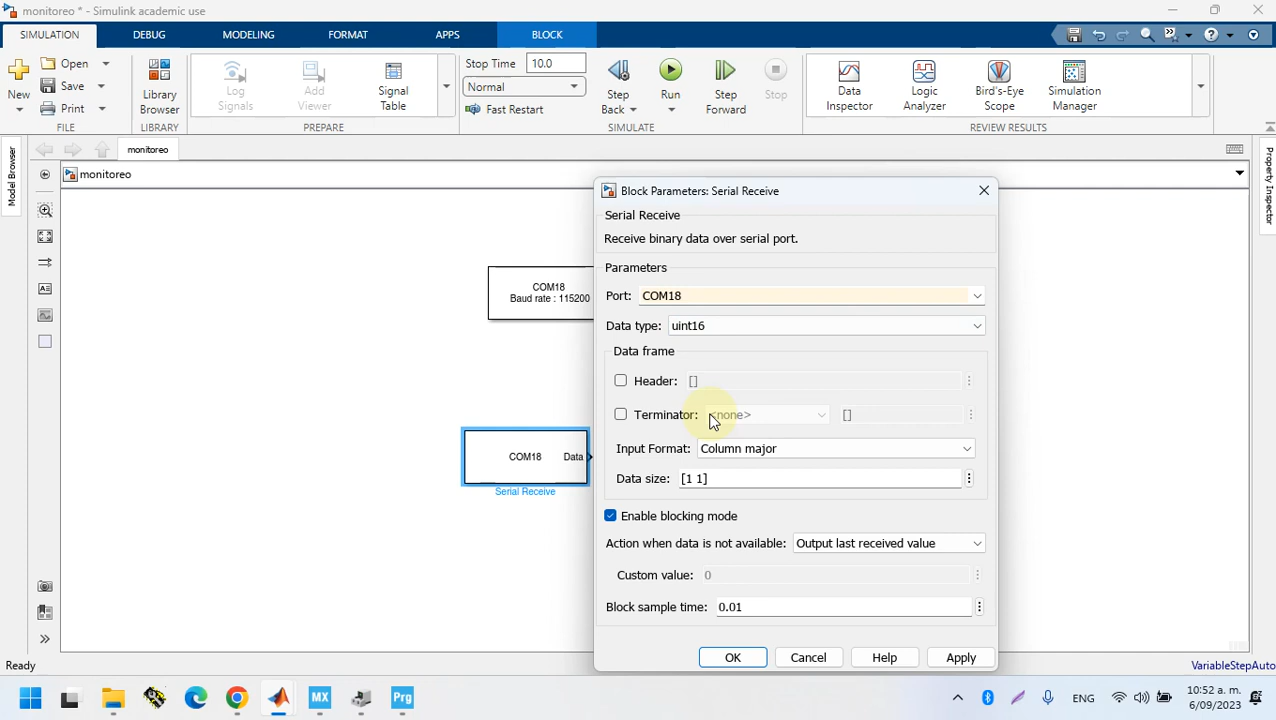 monitoreo * - Simulink academic use
SIMULATION DEBUG MODELING FORMAT APPS BLOCK
New
Open
Save
Print
FILE
Library Browser
LIBRARY
Log Signals
Add Viewer
Signal Table
PREPARE
Stop Time 10.0
Normal
Fast Restart
Step Back
Run
Step Forward
Stop
SIMULATE
Data Inspector
Logic Analyzer
Bird's-Eye Scope
Simulation Manager
REVIEW RESULTS
monitoreo
monitoreo
Model Browser
Property Inspector
COM18
Baud rate : 115200
COM18 Data
Serial Receive
Block Parameters: Serial Receive
Serial Receive
Receive binary data over serial port.
Parameters
Port: COM18
Data type: uint16
Data frame
Header: []
Terminator: <none> []
Input Format: Column major
Data size: [1 1]
Enable blocking mode
Action when data is not available: Output last received value
Custom value: 0
Block sample time: 0.01
OK Cancel Help Apply
Ready
VariableStepAuto
MX
Prg
ENG
10:52 a. m.
6/09/2023